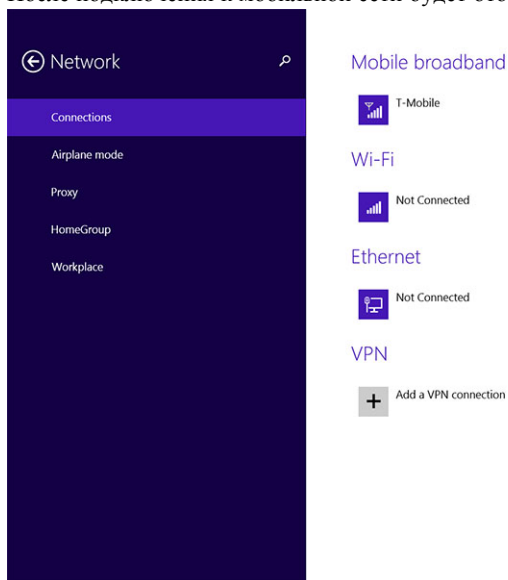 Network
Connections
Airplane mode
Proxy
HomeGroup
Workplace
Mobile broadband
T-Mobile
Wi-Fi
Not Connected
Ethernet
Not Connected
VPN
Add a VPN connection